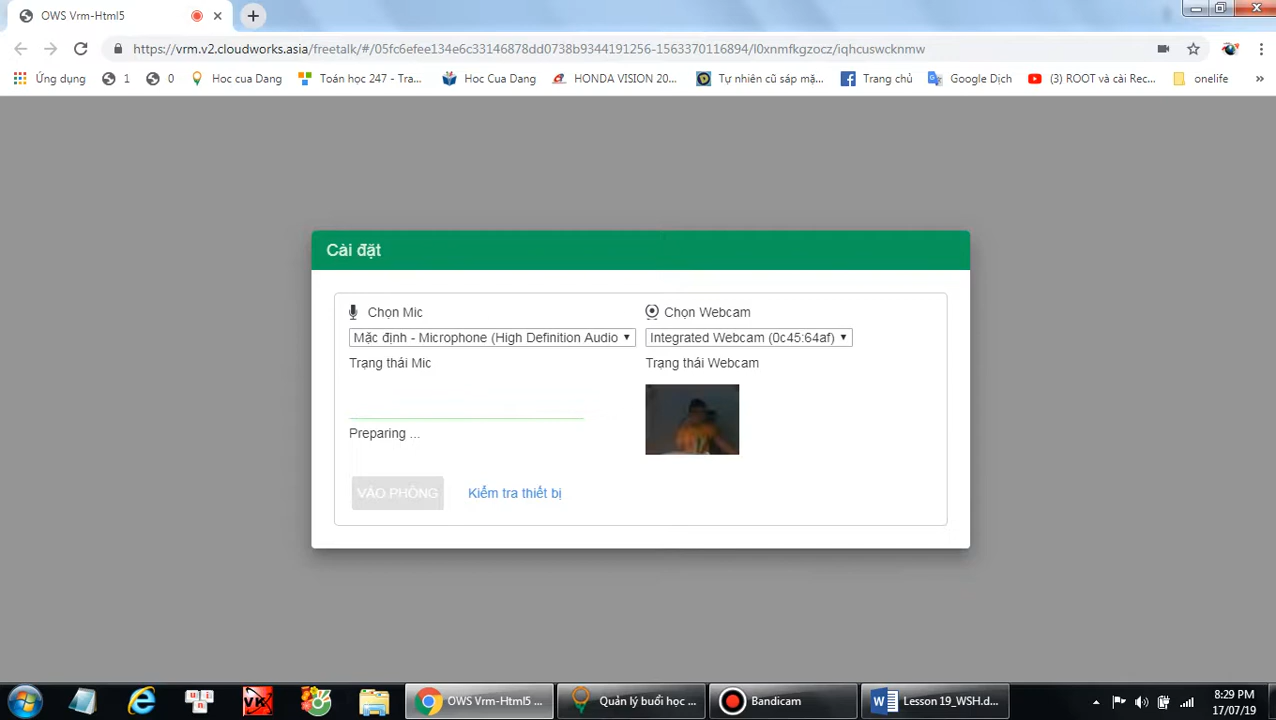 OWS Vrm-Html5
https://vrm.v2.cloudworks.asia/freetalk/#/05fc6efee134e6c33146878dd0738b9344191256-1563370116894/l0xnmfkgzocz/iqhcuswcknmw
Ứng dụng 1 0 Hoc cua Dang Toán học 247 - Tra... Hoc Cua Dang HONDA VISION 20... Tự nhiên cũ sáp mặ... Trang chủ Google Dịch (3) ROOT và cài Rec... onelife »
Cài đặt
Chọn Mic Chọn Webcam
Mặc định - Microphone (High Definition Audio Integrated Webcam (0c45:64af)
Trạng thái Mic Trạng thái Webcam
Preparing ...
VÀO PHÒNG Kiểm tra thiết bị
OWS Vrm-Html5 ... Quản lý buổi học ... Bandicam Lesson 19_WSH.d... 8:29 PM
17/07/19